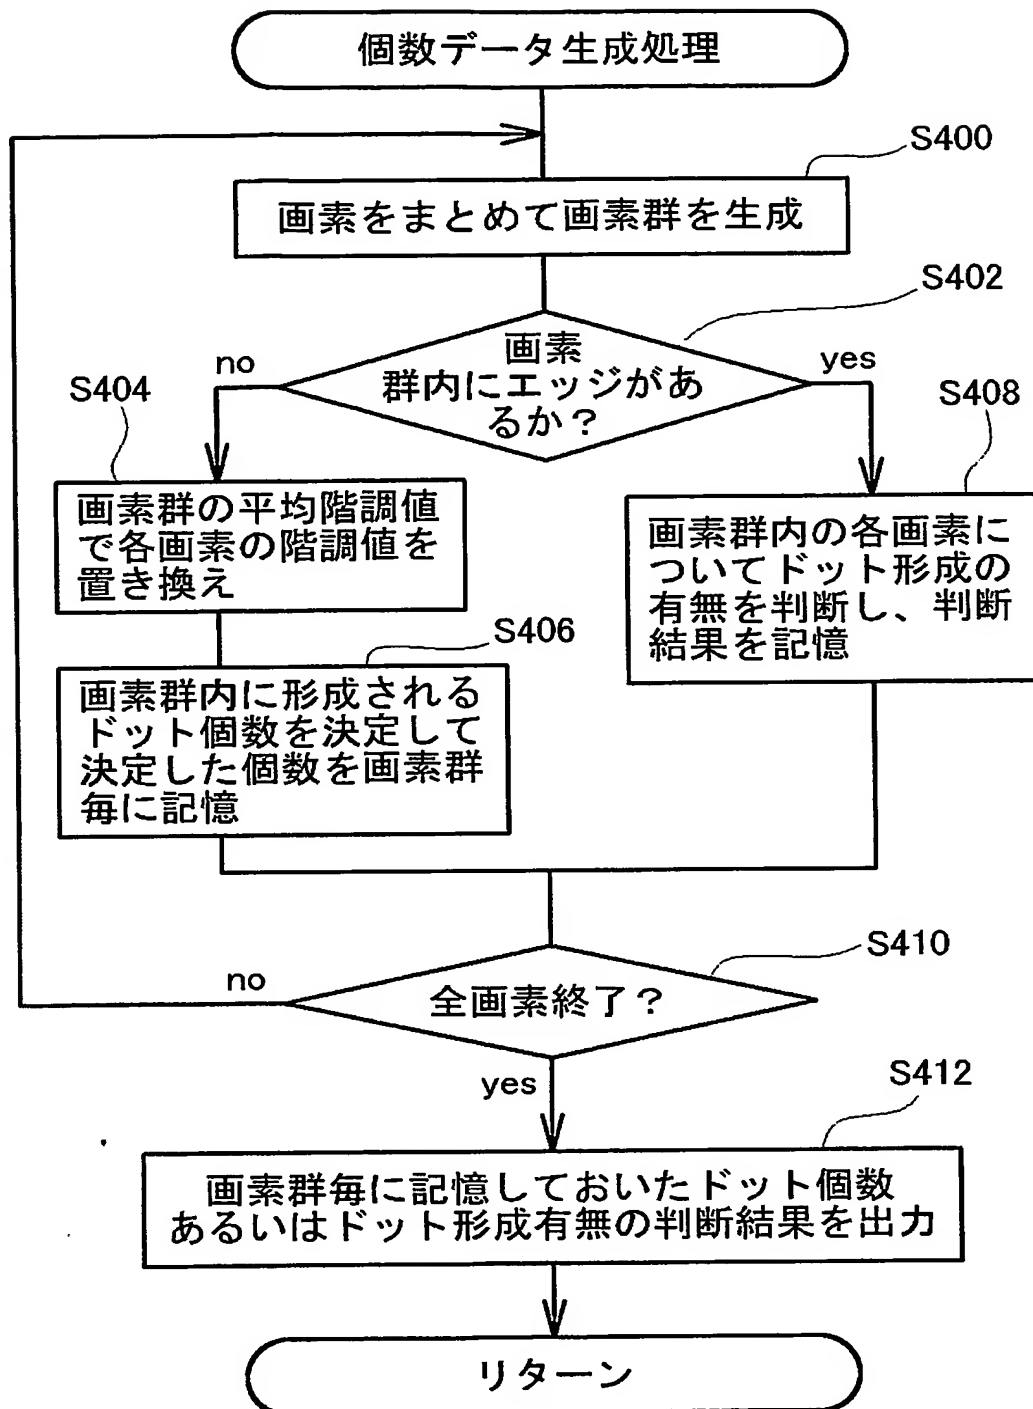 個数データ生成処理
S400
画素をまとめて画素群を生成
S402
画素
群内にエッジがあ
るか？
no
yes
S404
画素群の平均階調値
で各画素の階調値を
置き換え
S408
画素群内の各画素に
ついてドット形成の
有無を判断し、判断
結果を記憶
S406
画素群内に形成される
ドット個数を決定して
決定した個数を画素群
毎に記憶
S410
全画素終了？
no
yes
S412
画素群毎に記憶しておいたドット個数
あるいはドット形成有無の判断結果を出力
リターン